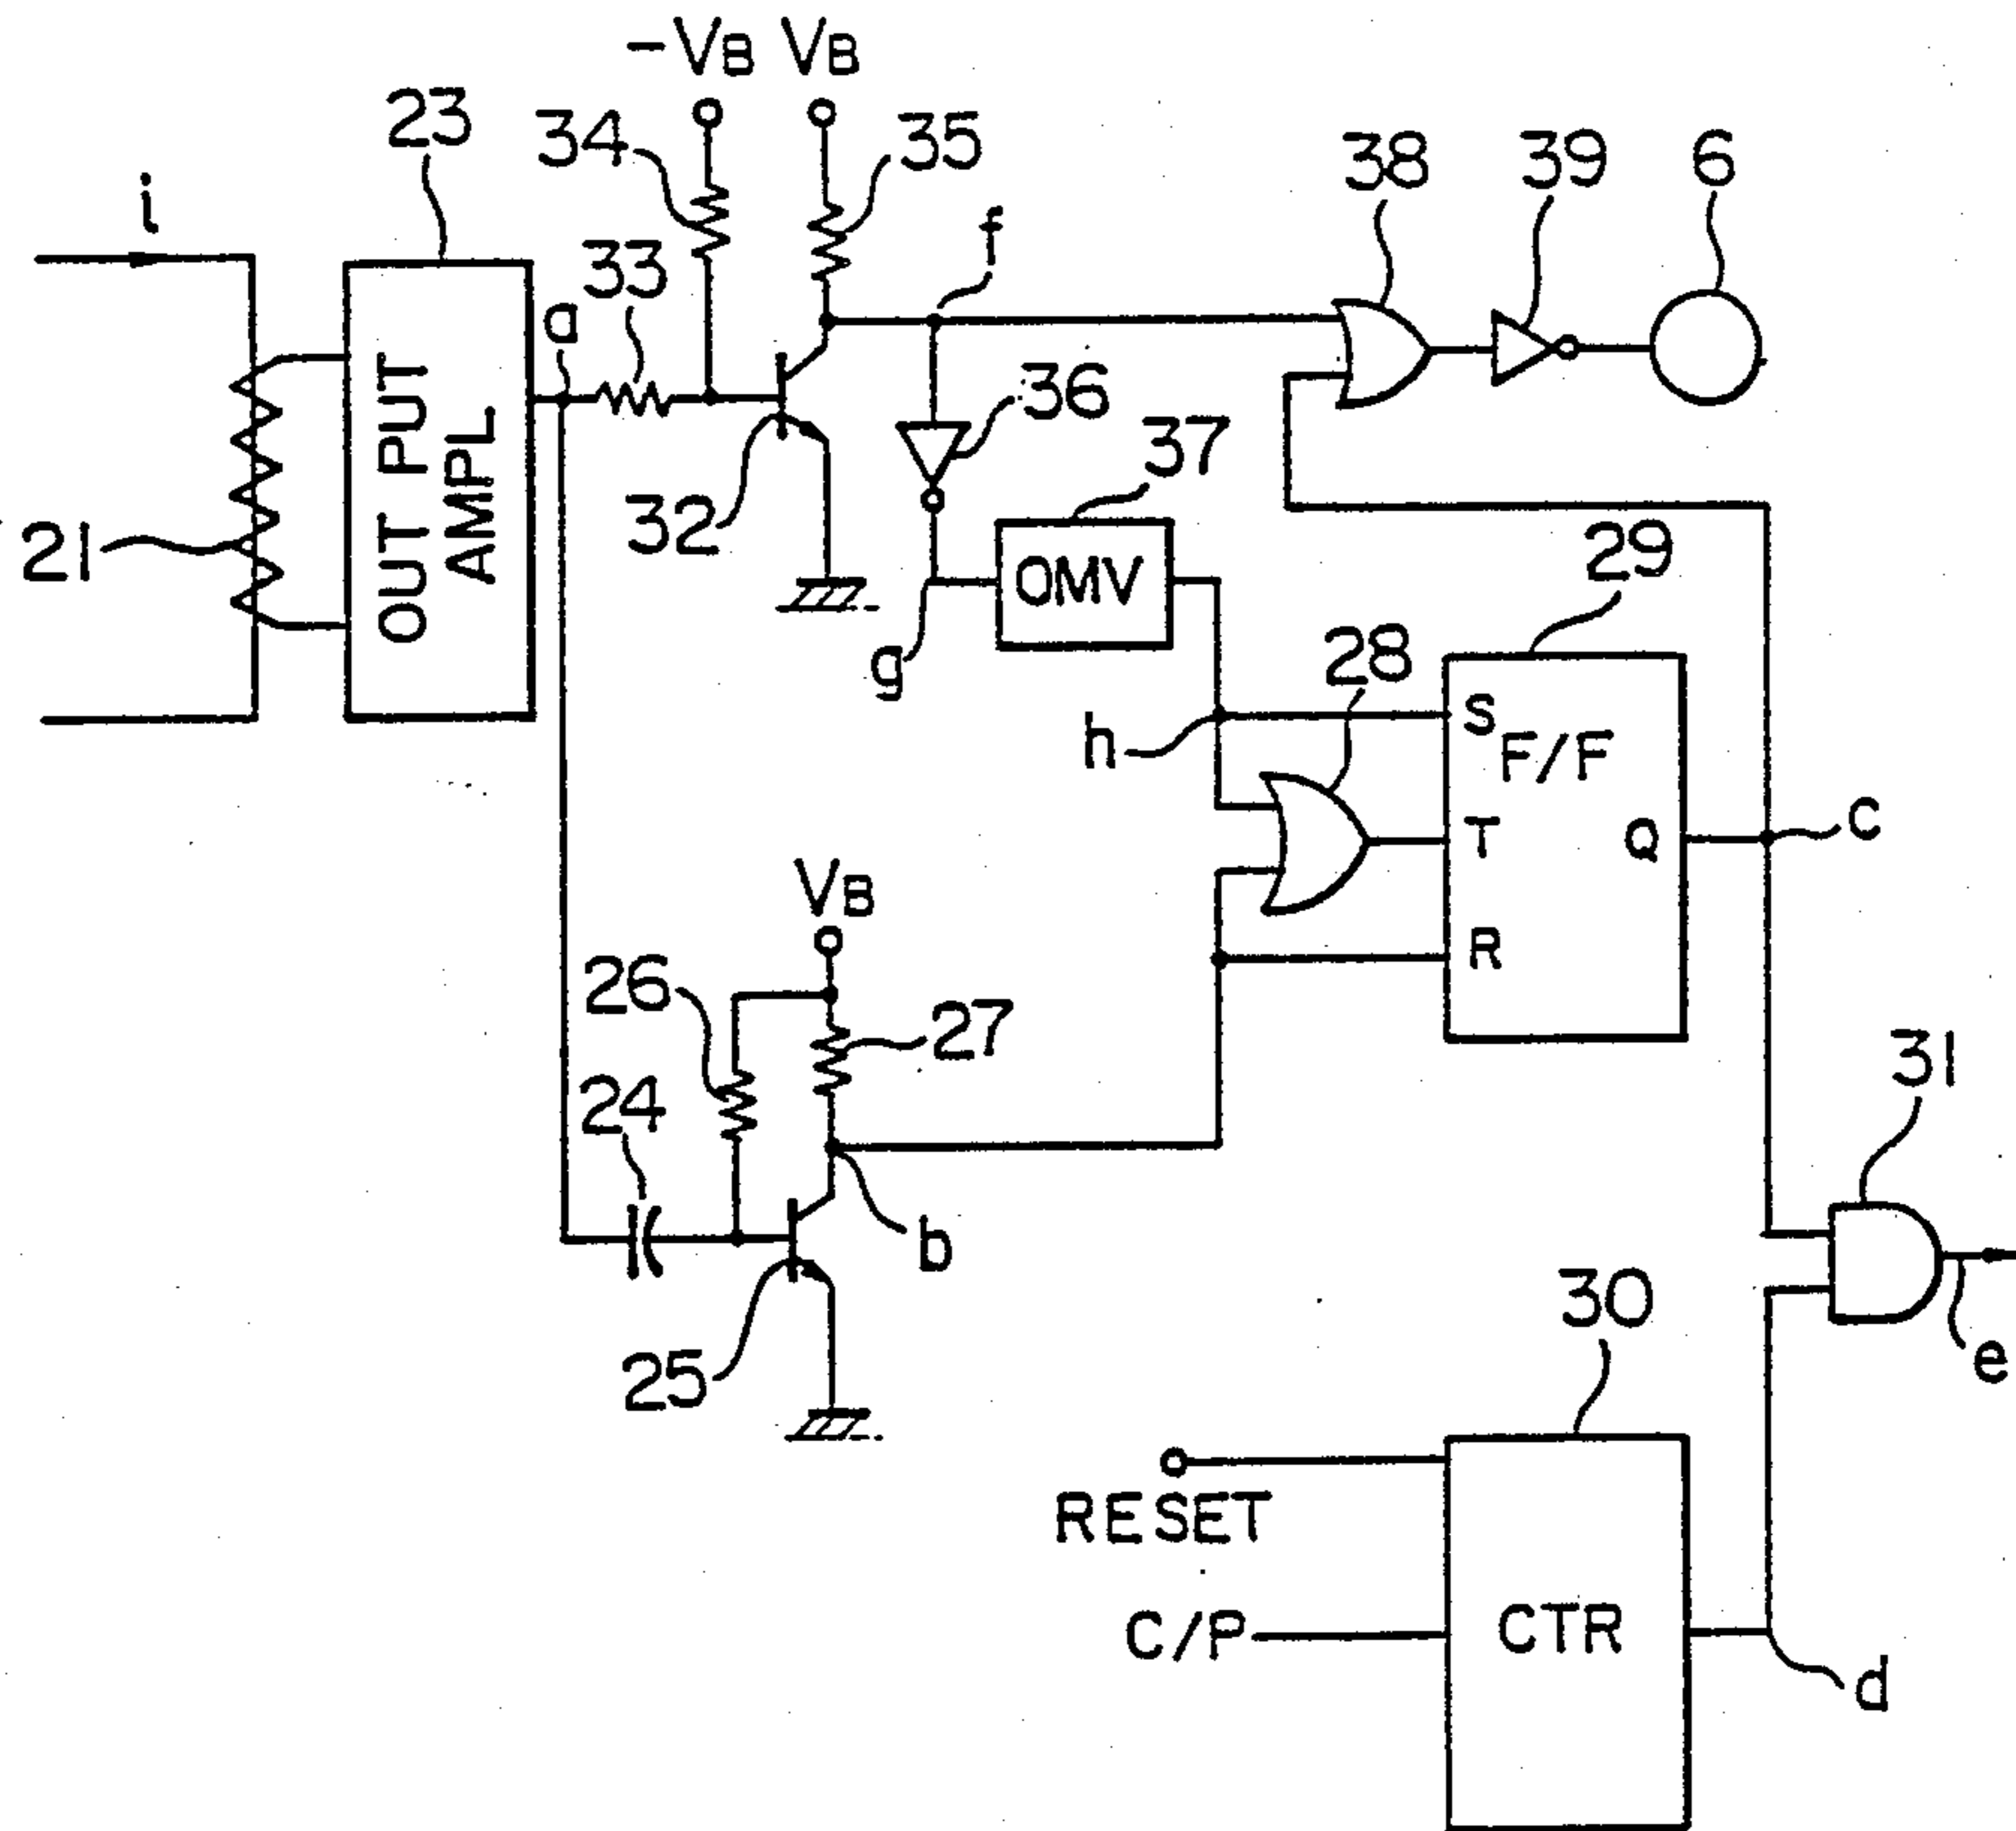 -VB VB
23
34
35
38
39
6
i
f
33
a
OUT PUT
AMPL
36
37
32
21
29
OMV
28
g
S
h
F/F
c
T
Q
VB
R
26
27
31
24
b
30
25
e
RESET
C/P
CTR
d